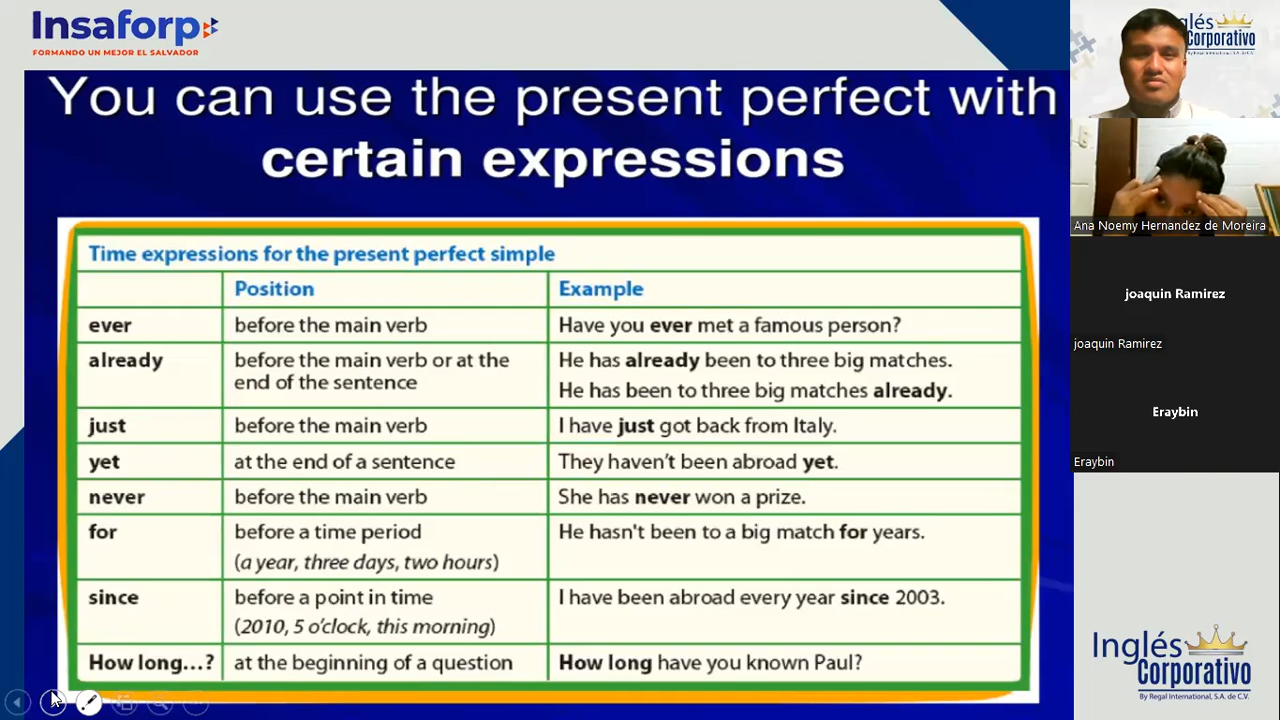 Insaforp
FORMANDO UN MEJOR EL SALVADOR
You can use the present perfect with
certain expressions
Time expressions for the present perfect simple
Position Example
ever before the main verb Have you ever met a famous person?
already before the main verb or at the He has already been to three big matches.
end of the sentence
He has been to three big matches already.
just before the main verb I have just got back from Italy.
yet at the end of a sentence They haven't been abroad yet.
never before the main verb She has never won a prize.
for before a time period He hasn't been to a big match for years.
(a year, three days, two hours)
since before a point in time I have been abroad every year since 2003.
(2010, 5 o'clock, this morning)
How long...? at the beginning of a question How long have you known Paul?
glés
Corporativo
By Regal International, S.A. de C.V.
Ana Noemy Hernandez de Moreira
joaquin Ramirez
joaquin Ramirez
Eraybin
Eraybin
Inglés
Corporativo
By Regal International, S.A. de C.V.